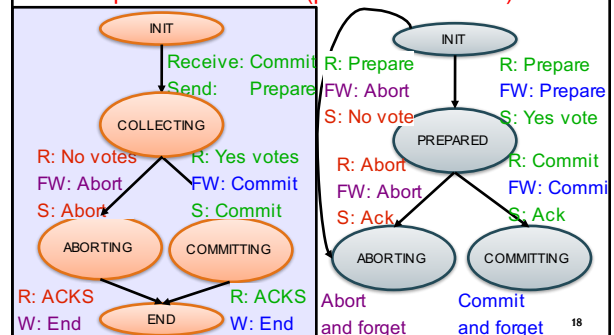 INIT
Receive: Commit
Send: Prepare
COLLECTING
R: No votes
FW: Abort
S: Abort
R: Yes votes
FW: Commit
S: Commit
ABORTING
COMMITTING
R: ACKS
W: End
R: ACKS
W: End
END
INIT
R: Prepare
FW: Abort
S: No vote
R: Prepare
FW: Prepare
S: Yes vote
PREPARED
R: Abort
FW: Abort
S: Ack
R: Commit
FW: Commi
S: Ack
ABORTING
COMMITTING
Abort
and forget
Commit
and forget
18